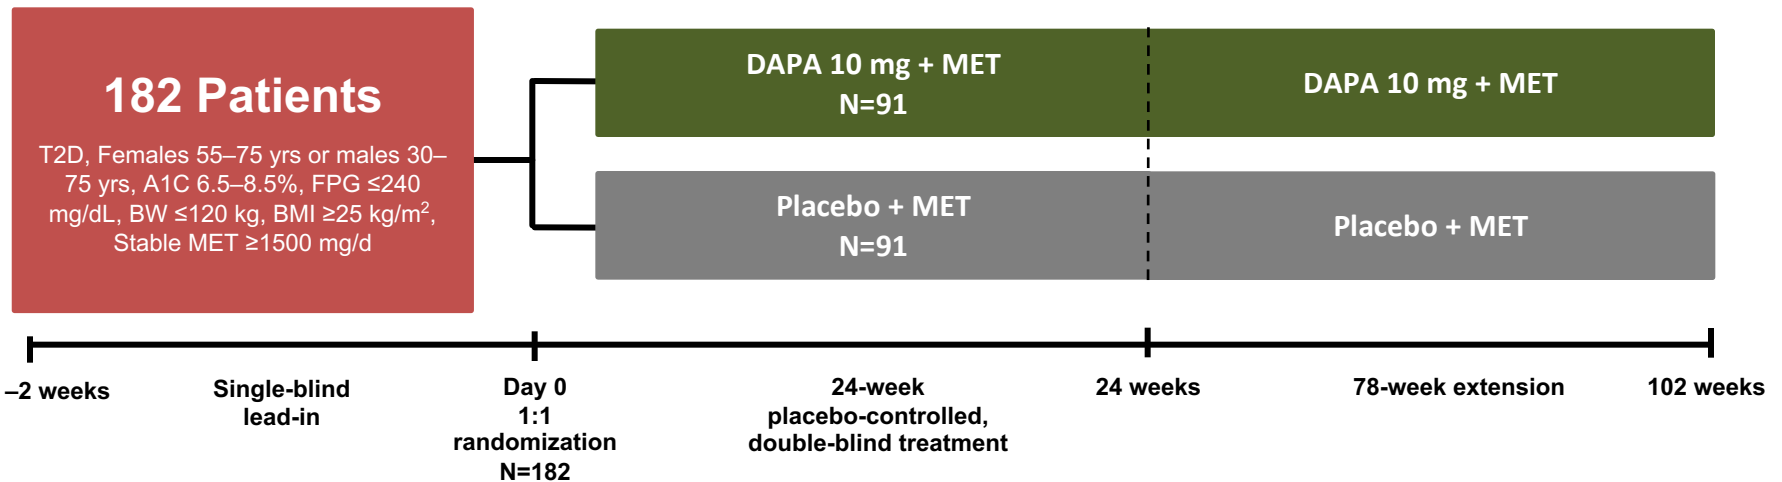 182 Patients
T2D, Females 55–75 yrs or males 30–
75 yrs, A1C 6.5–8.5%, FPG ≤240
mg/dL, BW ≤120 kg, BMI ≥25 kg/m²,
Stable MET ≥1500 mg/d
DAPA 10 mg + MET
N=91
DAPA 10 mg + MET
Placebo + MET
N=91
Placebo + MET
–2 weeks
Single-blind
lead-in
Day 0
1:1
randomization
N=182
24-week
placebo-controlled,
double-blind treatment
24 weeks
78-week extension
102 weeks